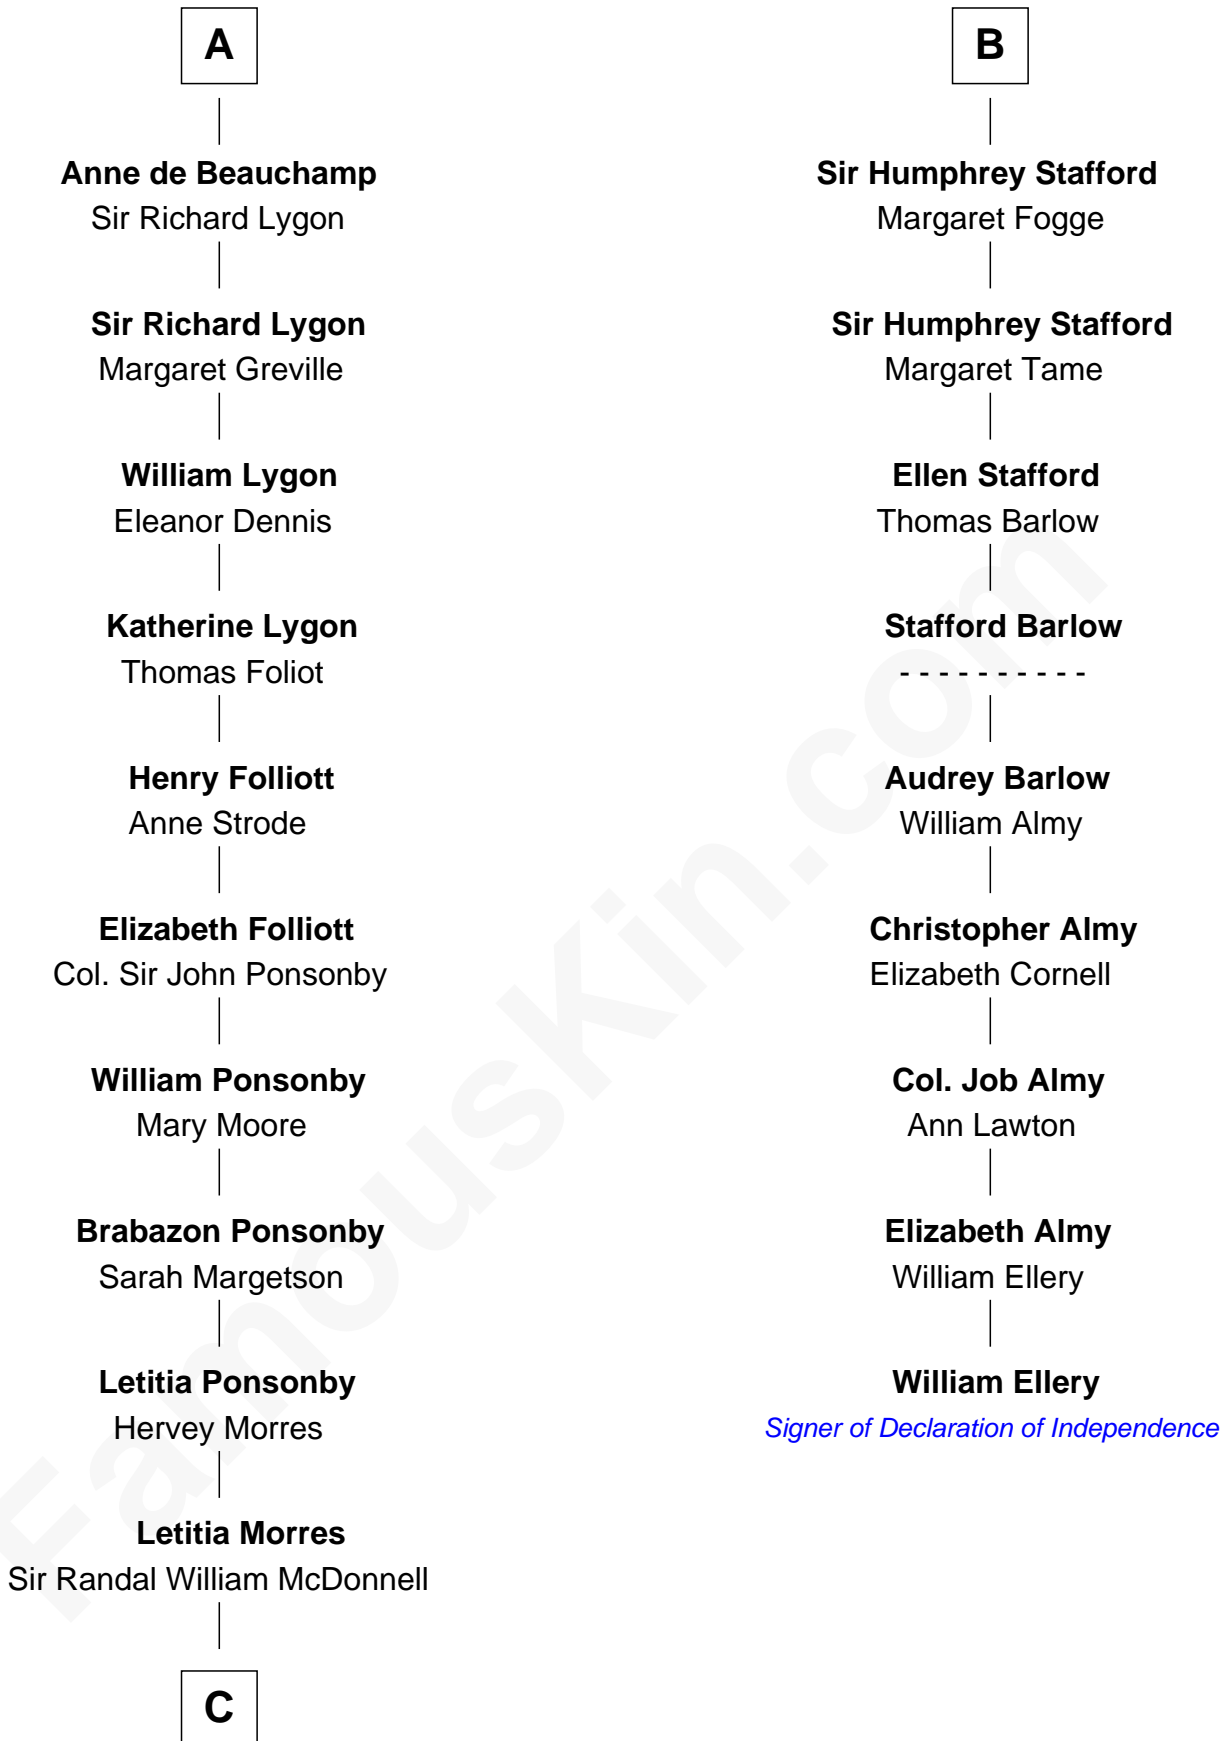 A
Anne de Beauchamp
Sir Richard Lygon
Sir Richard Lygon
Margaret Greville
William Lygon
Eleanor Dennis
Katherine Lygon
Thomas Foliot
Henry Folliott
Anne Strode
Elizabeth Folliott
Col. Sir John Ponsonby
William Ponsonby
Mary Moore
Brabazon Ponsonby
Sarah Margetson
Letitia Ponsonby
Hervey Morres
Letitia Morres
Sir Randal William McDonnell
C
B
Sir Humphrey Stafford
Margaret Fogge
Sir Humphrey Stafford
Margaret Tame
Ellen Stafford
Thomas Barlow
Stafford Barlow
- - - - - - - - - -
Audrey Barlow
William Almy
Christopher Almy
Elizabeth Cornell
Col. Job Almy
Ann Lawton
Elizabeth Almy
William Ellery
William Ellery
Signer of Declaration of Independence
FamousKin.com